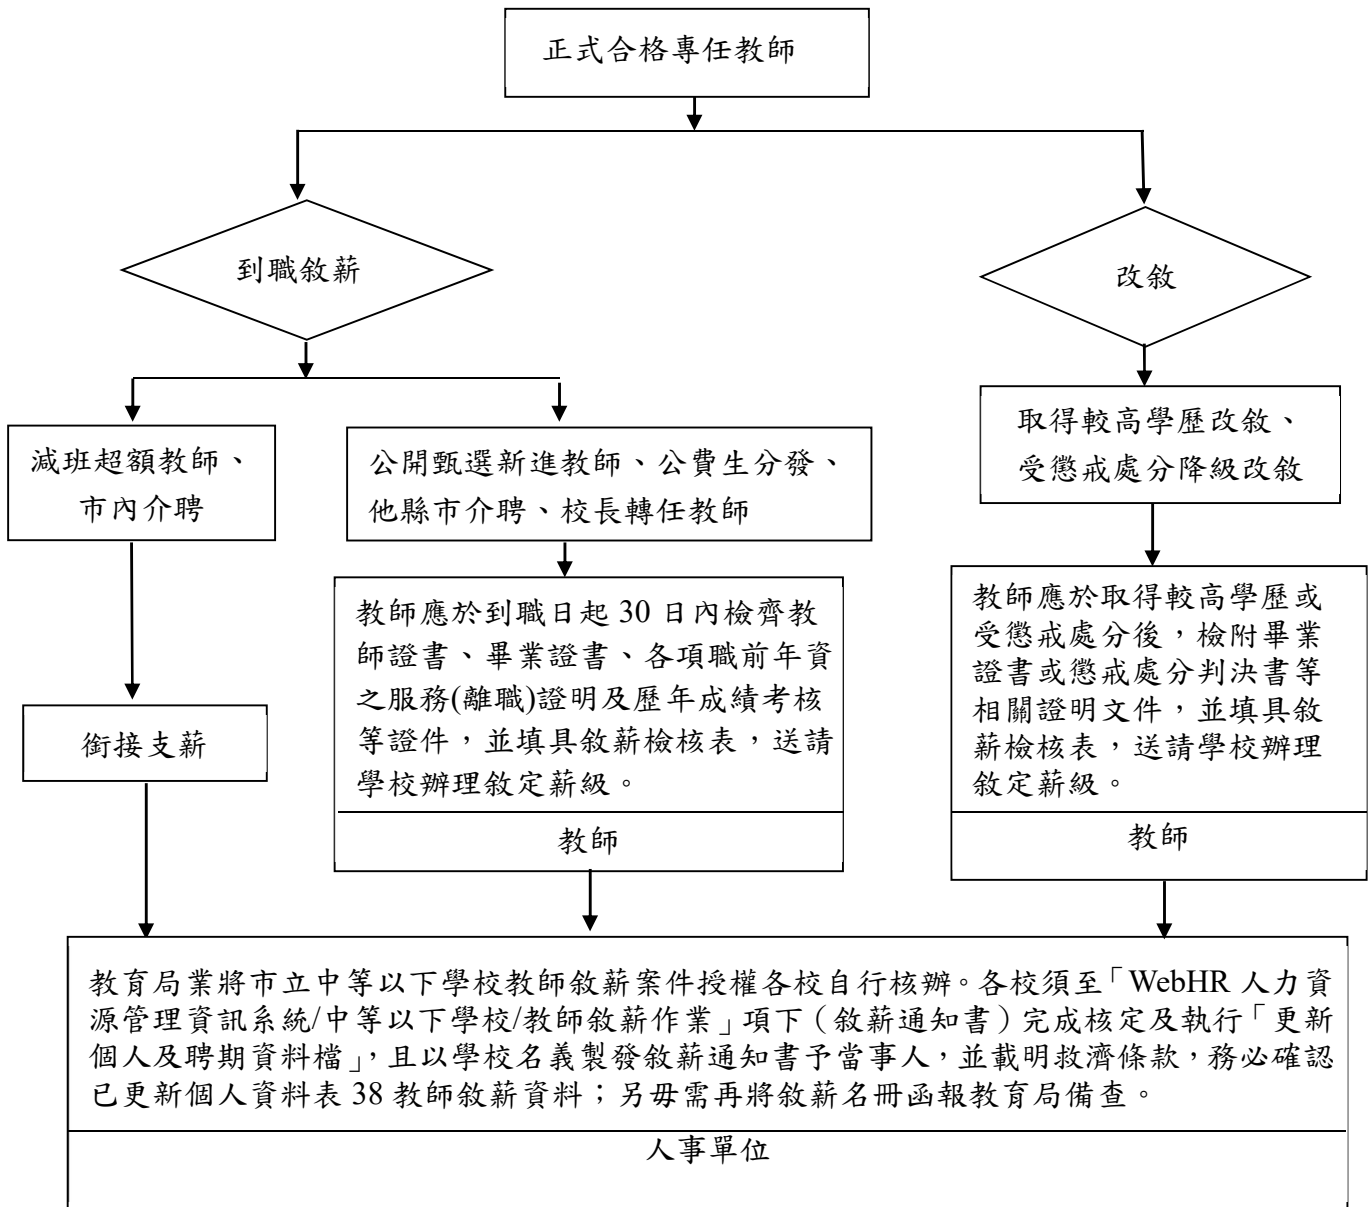 正式合格專任教師
到職敘薪
改敘
減班超額教師、
市內介聘
公開甄選新進教師、公費生分發、
他縣市介聘、校長轉任教師
取得較高學歷改敘、
受懲戒處分降級改敘
銜接支薪
教師應於到職日起 30 日內檢齊教
師證書、畢業證書、各項職前年資
之服務(離職)證明及歷年成績考核
等證件，並填具敘薪檢核表，送請
學校辦理敘定薪級。
教師
教師應於取得較高學歷或
受懲戒處分後，檢附畢業
證書或懲戒處分判決書等
相關證明文件，並填具敘
薪檢核表，送請學校辦理
敘定薪級。
教師
教育局業將市立中等以下學校教師敘薪案件授權各校自行核辦。各校須至「WebHR 人力資
源管理資訊系統/中等以下學校/教師敘薪作業」項下（敘薪通知書）完成核定及執行「更新
個人及聘期資料檔」，且以學校名義製發敘薪通知書予當事人，並載明救濟條款，務必確認
已更新個人資料表 38 教師敘薪資料；另毋需再將敘薪名冊函報教育局備查。
人事單位